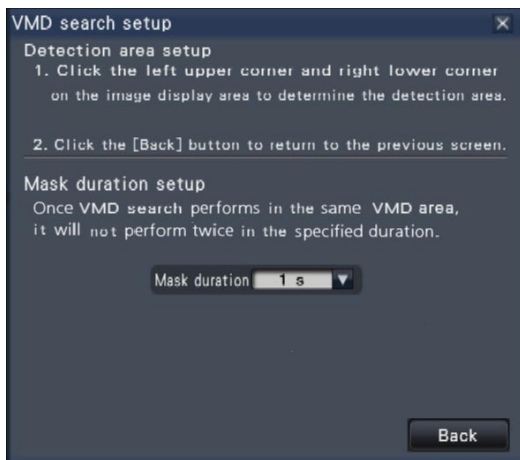 VMD search setup
Detection area setup
1. Click the left upper corner and right lower corner
on the image display area to determine the detection area.
2. Click the [Back] button to return to the previous screen.
Mask duration setup
Once VMD search performs in the same VMD area,
it will not perform twice in the specified duration.
Mask duration 1 s
Back